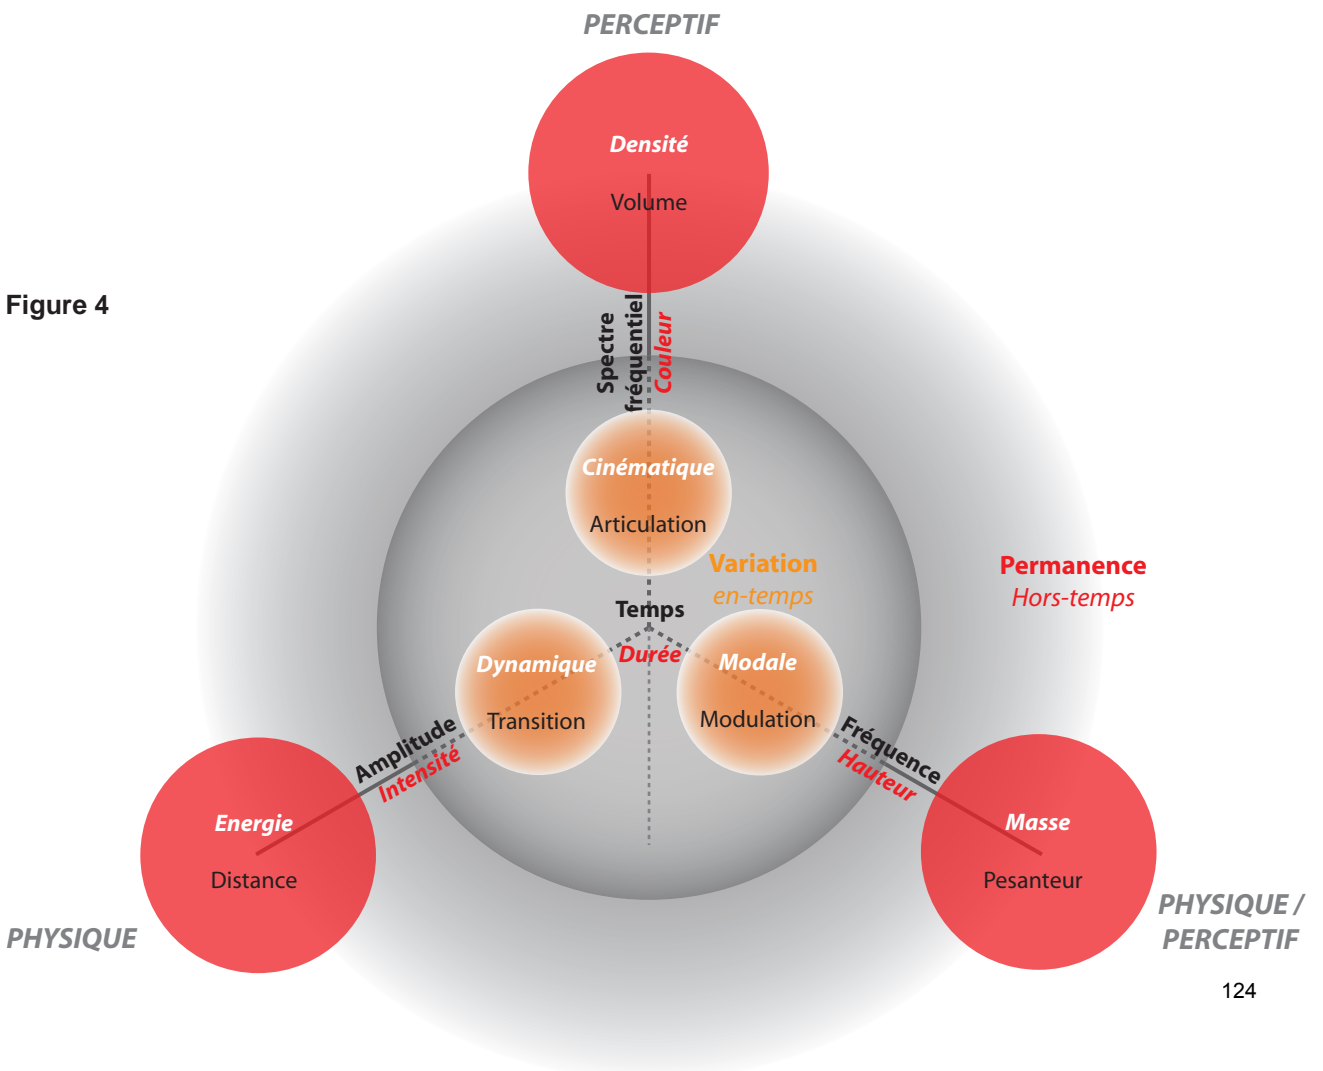 PERCEPTIF
Densité
Volume
Figure 4
Spectre
fréquentiel
Couleur
Cinématique
Articulation
Variation
en-temps
Permanence
Hors-temps
Temps
Durée
Dynamique
Transition
Modale
Modulation
Amplitude
Intensité
Fréquence
Hauteur
Energie
Distance
Masse
Pesanteur
PHYSIQUE
PHYSIQUE /
PERCEPTIF
124